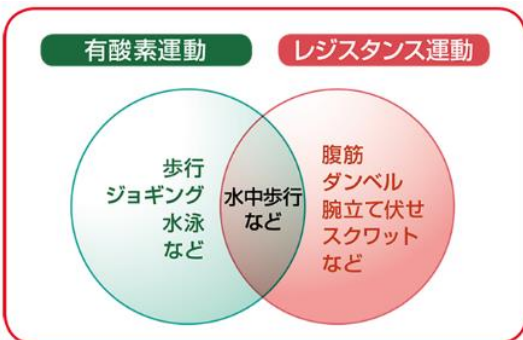 有酸素運動
レジスタンス運動
歩行
ジョギング
水泳
など
水中歩行
など
腹筋
ダンベル
腕立て伏せ
スクワット
など